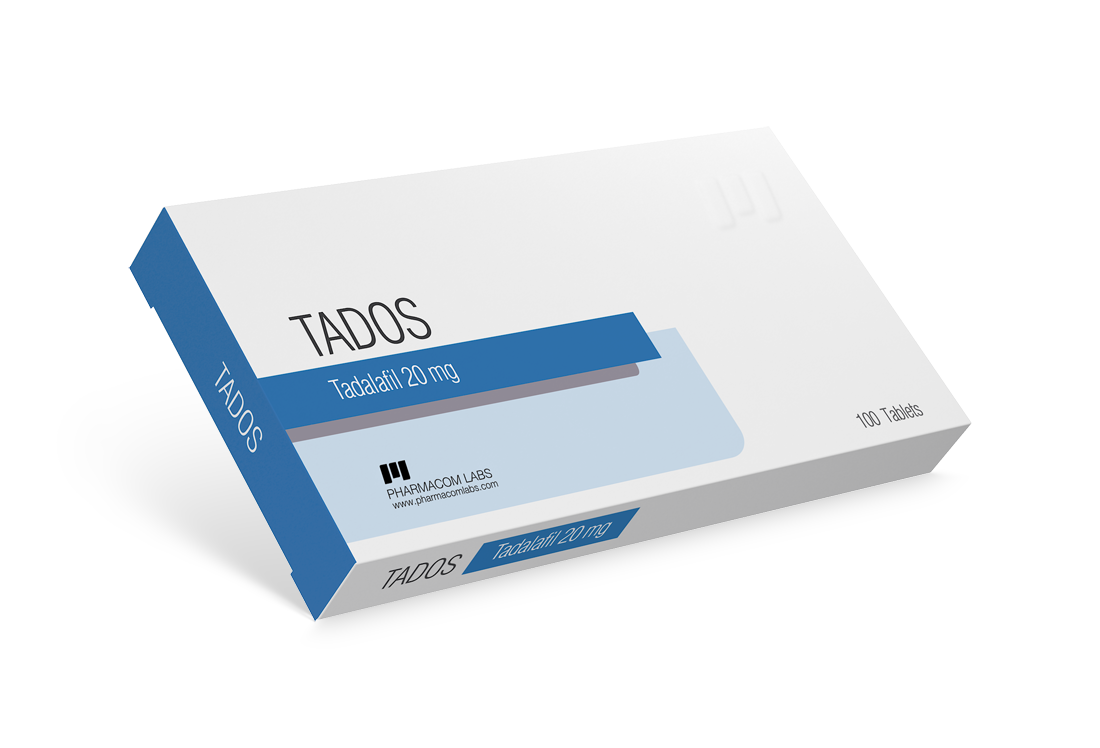 TADOS
Tadalafil 20 mg
100 Tablets
PHARMACOM LABS
www.pharmacomlabs.com
TADOS
TADOS
Tadalafil 20 mg